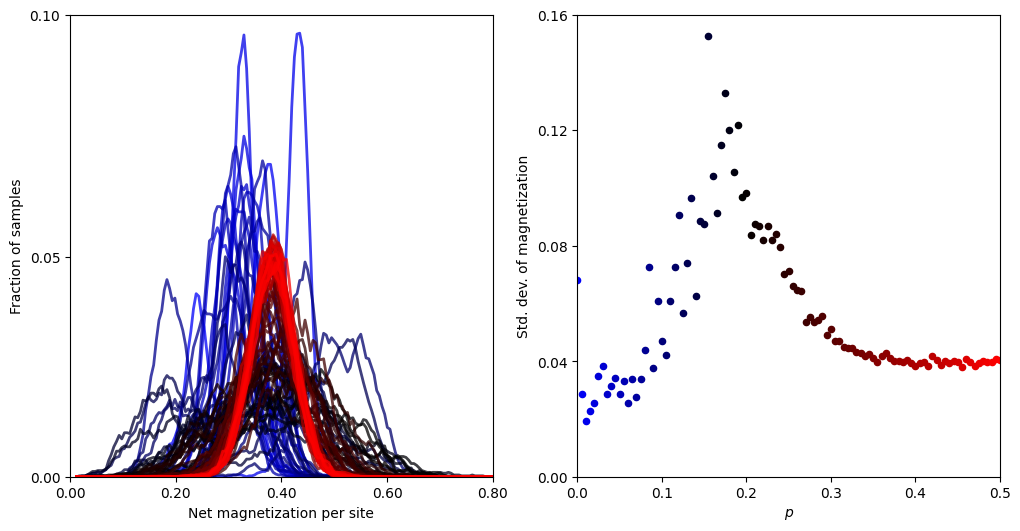 0.10
0.05
0.00
Fraction of samples
0.00 0.20 0.40 0.60 0.80
Net magnetization per site
0.16
0.12
0.08
0.04
0.00
Std. dev. of magnetization
0.0 0.1 0.2 0.3 0.4 0.5
p